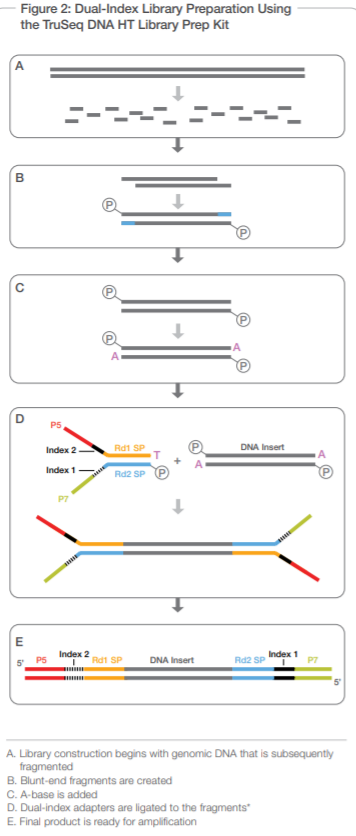 Figure 2: Dual-Index Library Preparation Using
the TruSeq DNA HT Library Prep Kit
A
B
P
P
C
P
P
P
A
A
P
D
P5
Index 2
Rd1 SP
T
Index 1
Rd2 SP
P
P7
+
P
DNA Insert
A
A
P
E
5'
P5
Index 2
Rd1 SP
DNA Insert
Rd2 SP
Index 1
P7
5'
A. Library construction begins with genomic DNA that is subsequently
fragmented
B. Blunt-end fragments are created
C. A-base is added
D. Dual-index adapters are ligated to the fragments*
E. Final product is ready for amplification